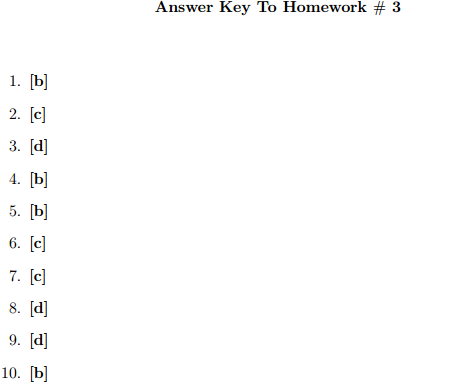 Answer Key To Homework # 3
1. [b]
2. [c]
3. [d]
4. [b]
5. [b]
6. [c]
7. [c]
8. [d]
9. [d]
10. [b]